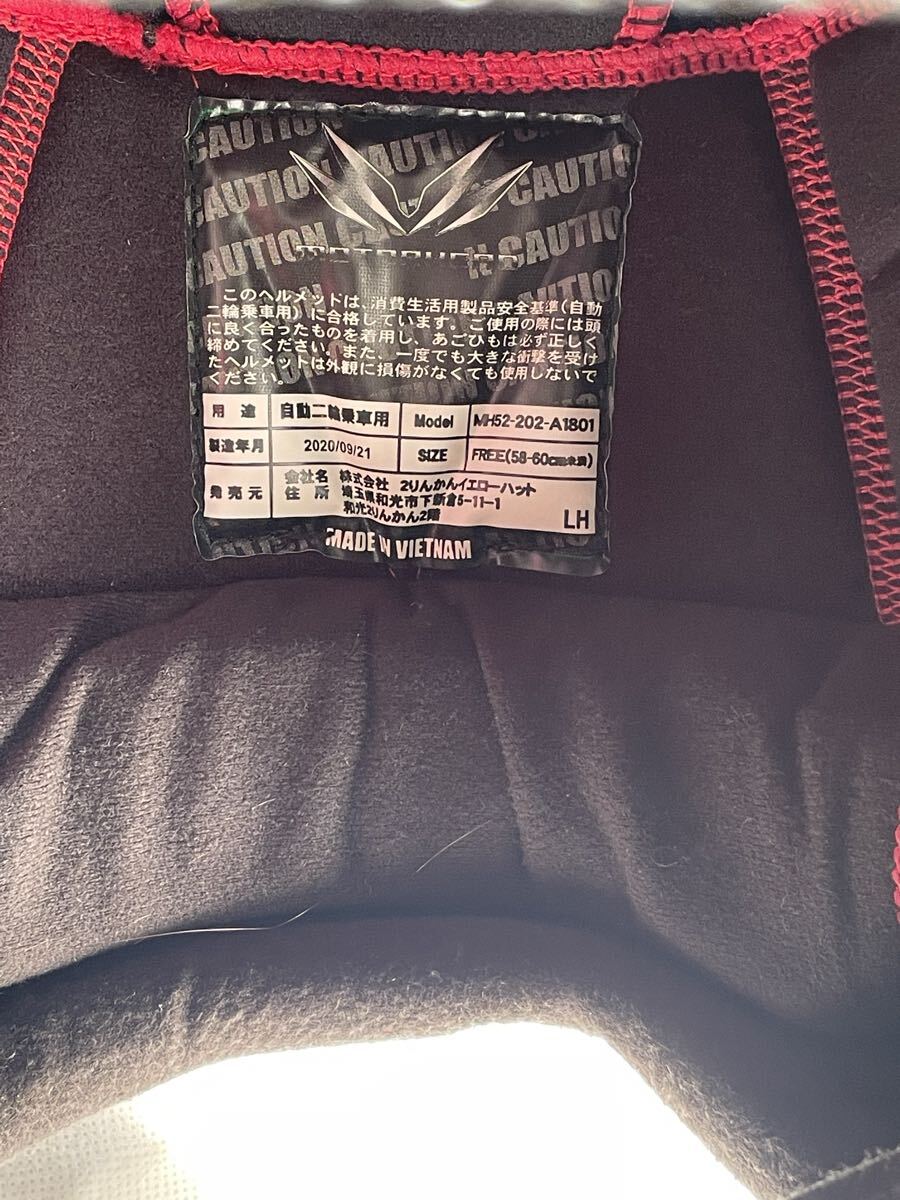 CAUTION CAUTION CAUTION
CAUTION CAUTION
CAUTION CAUTION
このヘルメットは、消費生活用製品安全基準(自動
二輪乗車用)に合格しています。ご使用の際には頭
に良く合ったものを着用し、あごひもは必ず正しく
締めてください。また、一度でも大きな衝撃を受け
たヘルメットは外観に損傷がなくても使用しないで
ください。
用 途 自動二輪乗車用 Model MH52-202-A1801
製造年月 2020/09/21 SIZE FREE(58-60cm未満)
発売元 会社名 株式会社 2りんかんイエローハット
住 所 埼玉県和光市下新倉5-11-1
和光2りんかん2階 LH
MADE IN VIETNAM